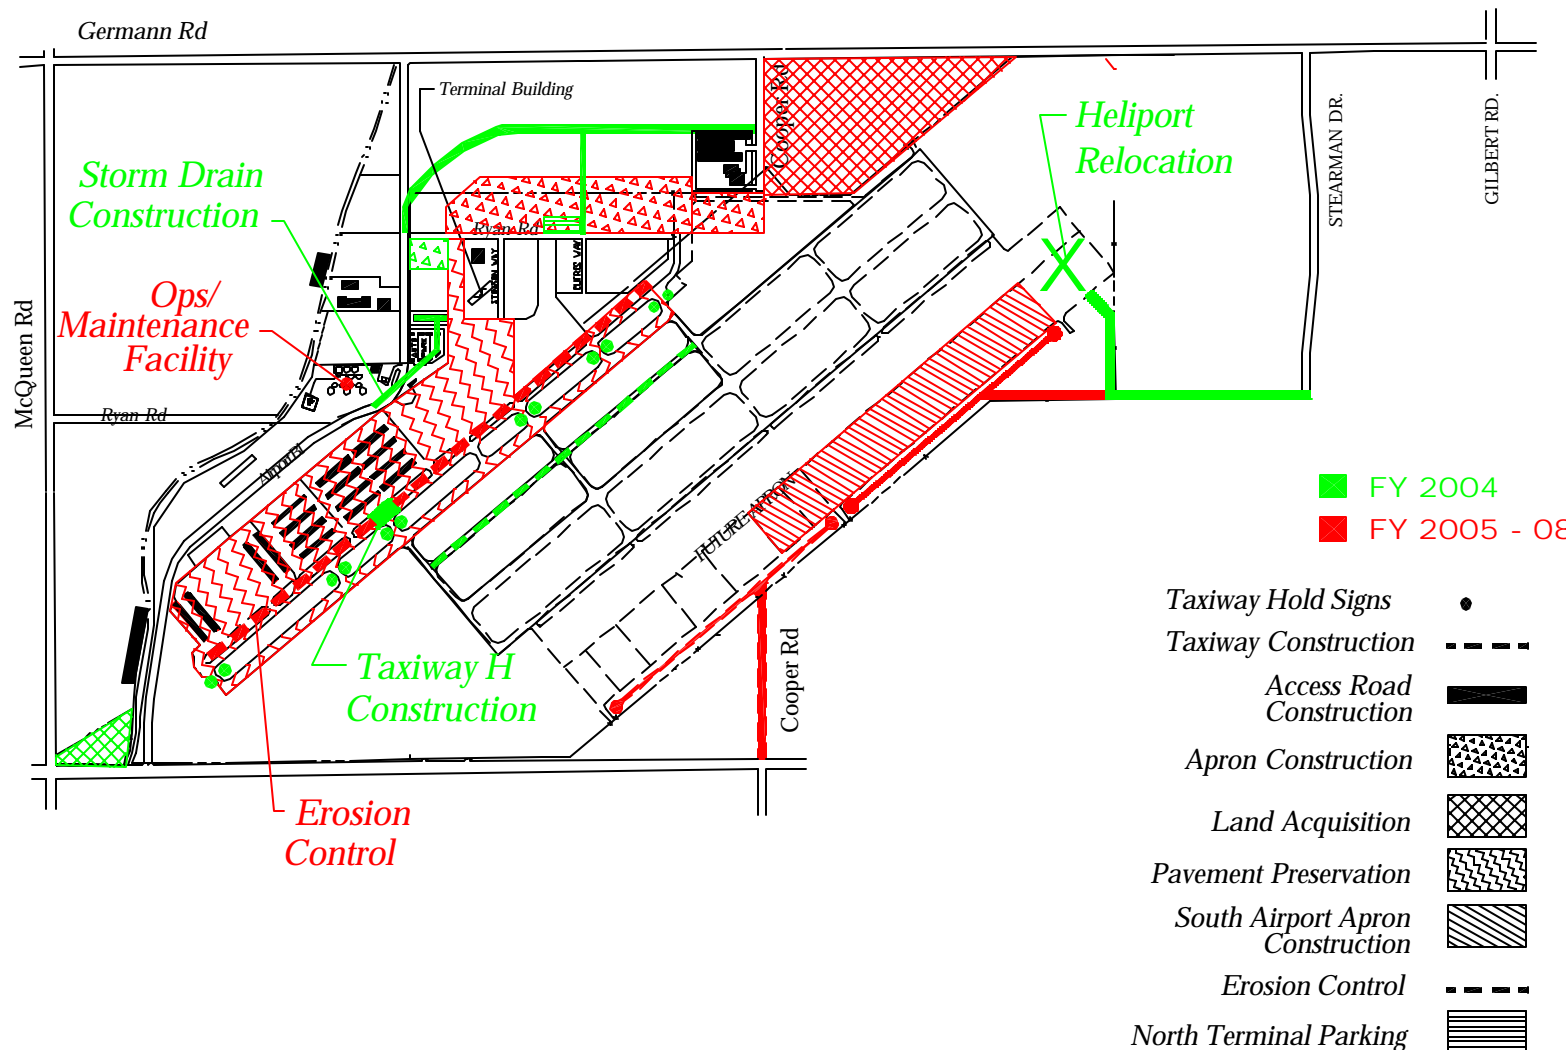 Germann Rd
Terminal Building
Cooper Rd
Heliport
Relocation
STEARMAN DR.
GILBERT RD.
Storm Drain
Construction
Ryan Rd
Ops/
Maintenance
Facility
McQueen Rd
Ryan Rd
Airport Bl
FUTURE APRON
FY 2004
FY 2005 - 08
Taxiway H
Construction
Cooper Rd
Erosion
Control
Taxiway Hold Signs
Taxiway Construction
Access Road
Construction
Apron Construction
Land Acquisition
Pavement Preservation
South Airport Apron
Construction
Erosion Control
North Terminal Parking